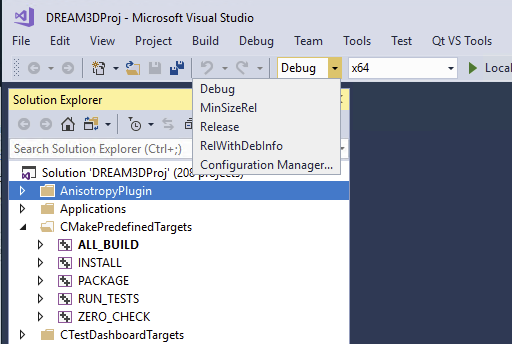 DREAM3DProj - Microsoft Visual Studio
File Edit View Project Build Debug Team Tools Test Qt VS Tools
Debug x64 Local
Debug
MinSizeRel
Release
RelWithDebInfo
Configuration Manager...
Solution Explorer
Search Solution Explorer (Ctrl+;)
Solution 'DREAM3DProj' (208 projects)
AnisotropyPlugin
Applications
CMakePredefinedTargets
ALL_BUILD
INSTALL
PACKAGE
RUN_TESTS
ZERO_CHECK
CTestDashboardTargets